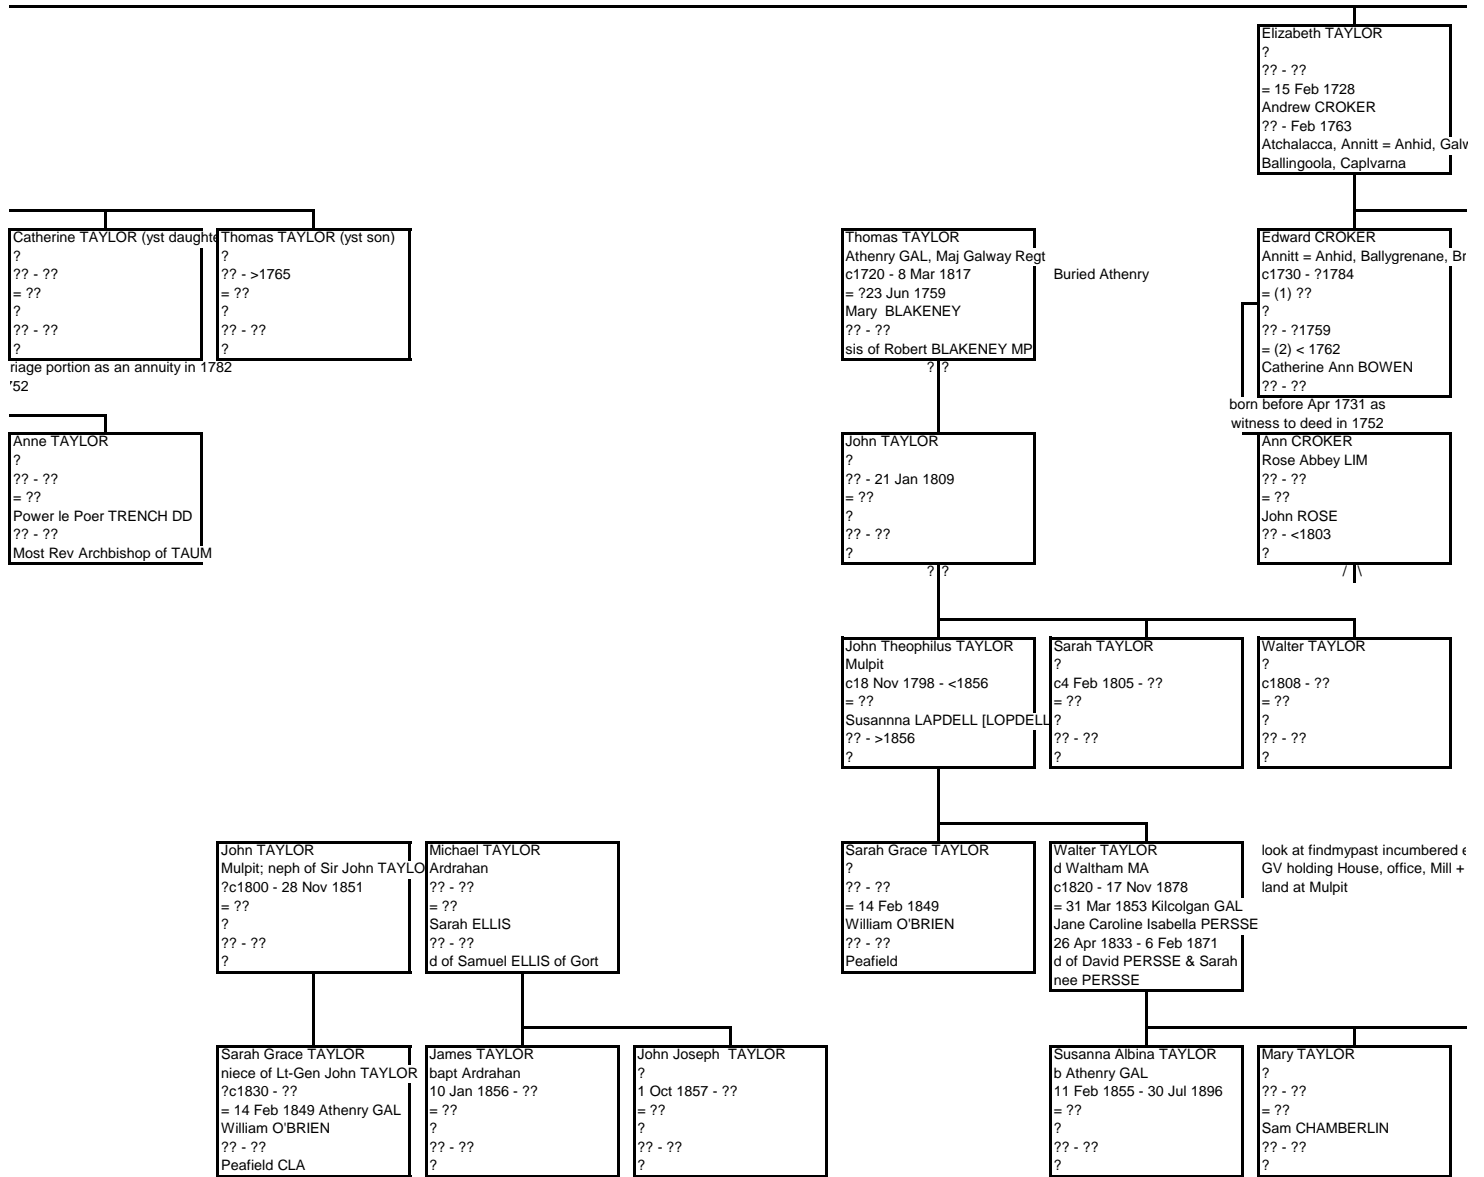 Elizabeth TAYLOR
?
?? - ??
= 15 Feb 1728
Andrew CROKER
?? - Feb 1763
Atchalacca, Annitt = Anhid, Galw
Ballingoola, Caplvarna
Catherine TAYLOR (yst daughte
?
?? - ??
= ??
?
?? - ??
?
riage portion as an annuity in 1782
'52
Thomas TAYLOR (yst son)
?
?? - >1765
= ??
?
?? - ??
?
Thomas TAYLOR
Athenry GAL, Maj Galway Regt
c1720 - 8 Mar 1817
= ?23 Jun 1759
Mary  BLAKENEY
?? - ??
sis of Robert BLAKENEY MP
? ?
Buried Athenry
Edward CROKER
Annitt = Anhid, Ballygrenane, Br
c1730 - ?1784
= (1) ??
?
?? - ?1759
= (2) < 1762
Catherine Ann BOWEN
?? - ??
born before Apr 1731 as
witness to deed in 1752
Anne TAYLOR
?
?? - ??
= ??
Power le Poer TRENCH DD
?? - ??
Most Rev Archbishop of TAUM
John TAYLOR
?
?? - 21 Jan 1809
= ??
?
?? - ??
?
? ?
Ann CROKER
Rose Abbey LIM
?? - ??
= ??
John ROSE
?? - <1803
?
/ \
John Theophilus TAYLOR
Mulpit
c18 Nov 1798 - <1856
= ??
Susannna LAPDELL [LOPDELL
?? - >1856
?
Sarah TAYLOR
?
c4 Feb 1805 - ??
= ??
?
?? - ??
?
Walter TAYLOR
?
c1808 - ??
= ??
?
?? - ??
?
John TAYLOR
Mulpit; neph of Sir John TAYLO
?c1800 - 28 Nov 1851
= ??
?
?? - ??
?
Michael TAYLOR
Ardrahan
?? - ??
= ??
Sarah ELLIS
?? - ??
d of Samuel ELLIS of Gort
Sarah Grace TAYLOR
?
?? - ??
= 14 Feb 1849
William O'BRIEN
?? - ??
Peafield
Walter TAYLOR
d Waltham MA
c1820 - 17 Nov 1878
= 31 Mar 1853 Kilcolgan GAL
Jane Caroline Isabella PERSSE
26 Apr 1833 - 6 Feb 1871
d of David PERSSE & Sarah
nee PERSSE
look at findmypast incumbered e
GV holding House, office, Mill +
land at Mulpit
Sarah Grace TAYLOR
niece of Lt-Gen John TAYLOR
?c1830 - ??
= 14 Feb 1849 Athenry GAL
William O'BRIEN
?? - ??
Peafield CLA
James TAYLOR
bapt Ardrahan
10 Jan 1856 - ??
= ??
?
?? - ??
?
John Joseph  TAYLOR
?
1 Oct 1857 - ??
= ??
?
?? - ??
?
Susanna Albina TAYLOR
b Athenry GAL
11 Feb 1855 - 30 Jul 1896
= ??
?
?? - ??
?
Mary TAYLOR
?
?? - ??
= ??
Sam CHAMBERLIN
?? - ??
?